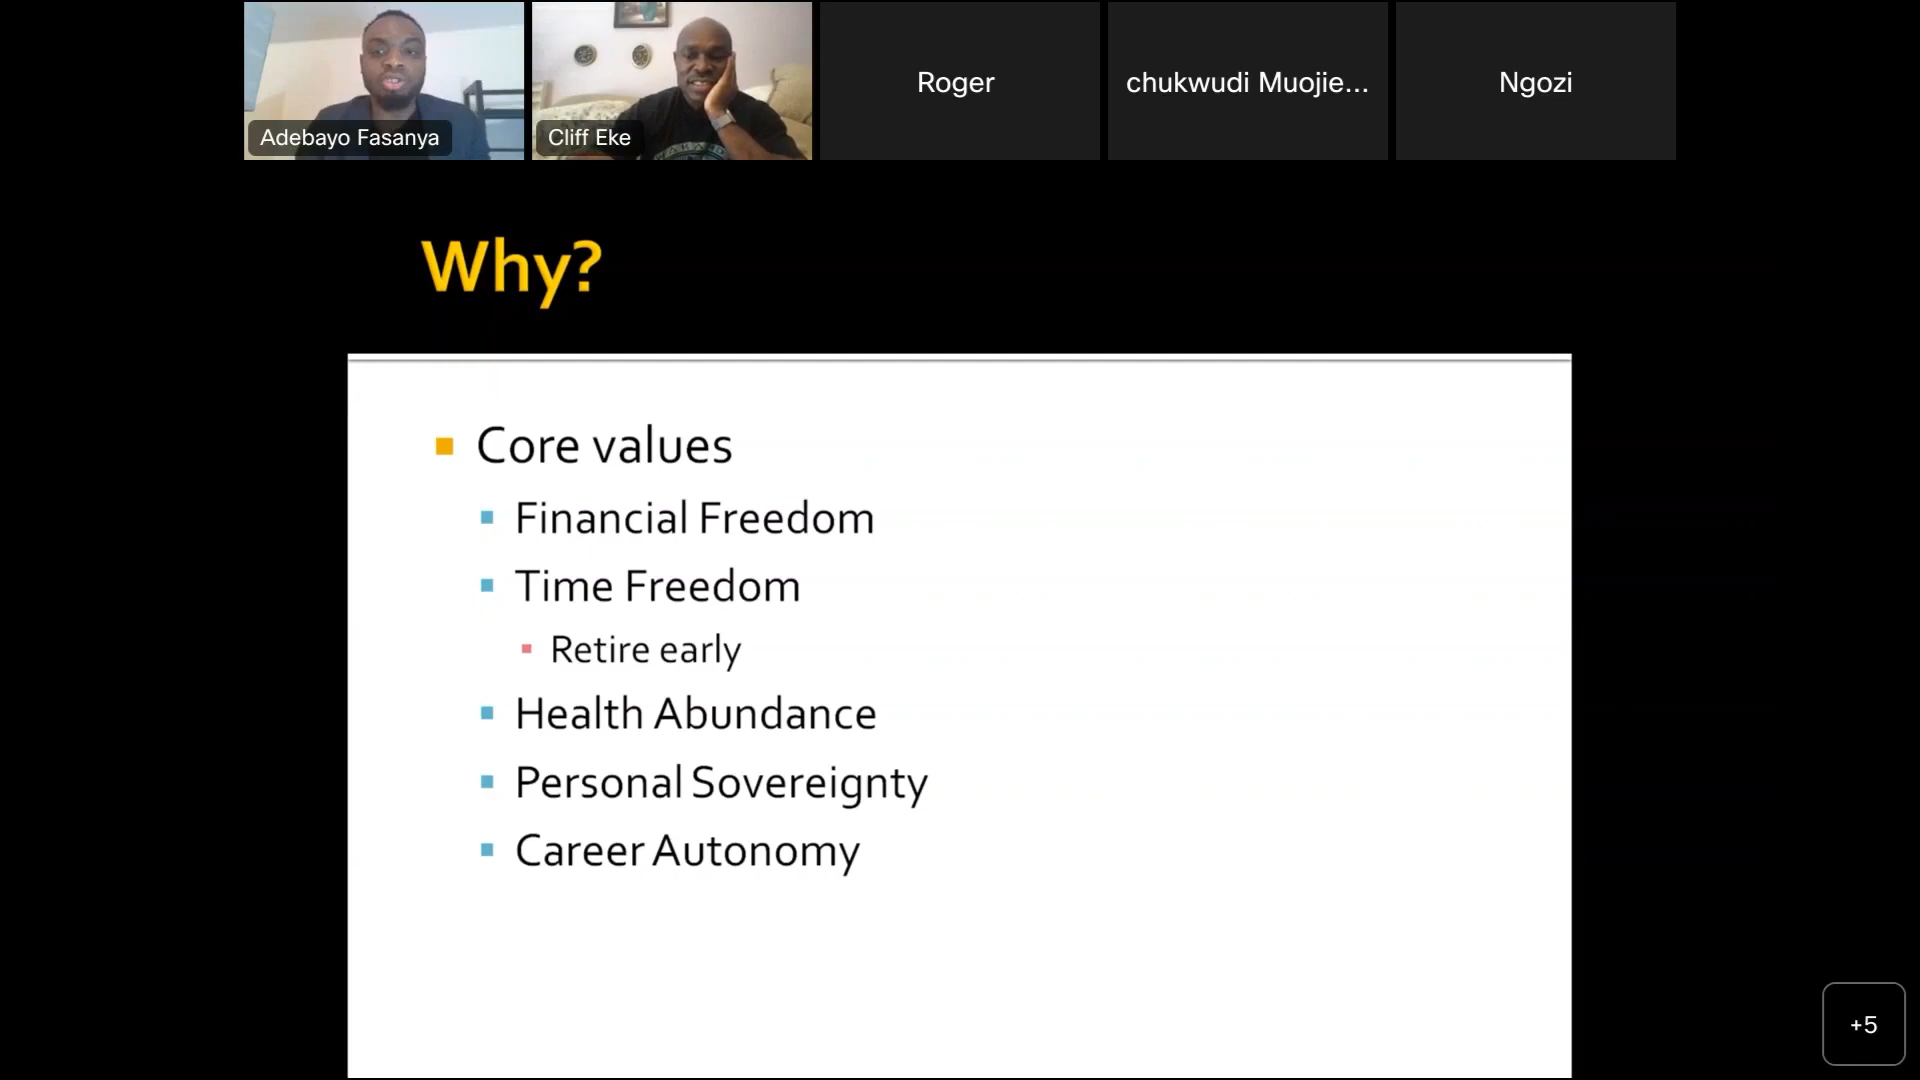 Roger
chukwudi Muojie...
Ngozi
Adebayo Fasanya
Cliff Eke
Why?
Core values
Financial Freedom
Time Freedom
Retire early
Health Abundance
Personal Sovereignty
Career Autonomy
+5